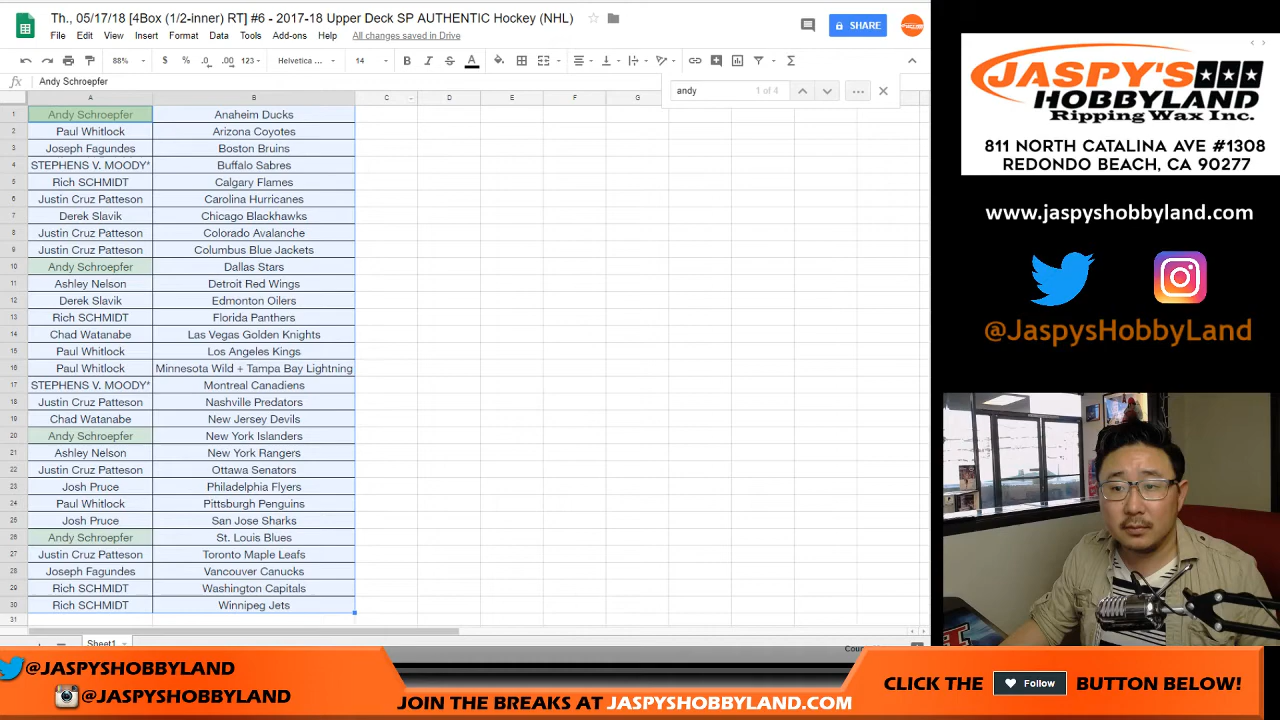 Th., 05/17/18 [4Box (1/2-inner) RT] #6 - 2017-18 Upper Deck SP AUTHENTIC Hockey (NHL)
File Edit View Insert Format Data Tools Add-ons Help All changes saved in Drive
SHARE
88% $ % .0 .00 123 Helvetica ... 14 B I S A
fx Andy Schroepfer
andy 1 of 4
A B C D E F G
1 Andy Schroepfer Anaheim Ducks
2 Paul Whitlock Arizona Coyotes
3 Joseph Fagundes Boston Bruins
4 STEPHENS V. MOODY* Buffalo Sabres
5 Rich SCHMIDT Calgary Flames
6 Justin Cruz Patteson Carolina Hurricanes
7 Derek Slavik Chicago Blackhawks
8 Justin Cruz Patteson Colorado Avalanche
9 Justin Cruz Patteson Columbus Blue Jackets
10 Andy Schroepfer Dallas Stars
11 Ashley Nelson Detroit Red Wings
12 Derek Slavik Edmonton Oilers
13 Rich SCHMIDT Florida Panthers
14 Chad Watanabe Las Vegas Golden Knights
15 Paul Whitlock Los Angeles Kings
16 Paul Whitlock Minnesota Wild + Tampa Bay Lightning
17 STEPHENS V. MOODY* Montreal Canadiens
18 Justin Cruz Patteson Nashville Predators
19 Chad Watanabe New Jersey Devils
20 Andy Schroepfer New York Islanders
21 Ashley Nelson New York Rangers
22 Justin Cruz Patteson Ottawa Senators
23 Josh Pruce Philadelphia Flyers
24 Paul Whitlock Pittsburgh Penguins
25 Josh Pruce San Jose Sharks
26 Andy Schroepfer St. Louis Blues
27 Justin Cruz Patteson Toronto Maple Leafs
28 Joseph Fagundes Vancouver Canucks
29 Rich SCHMIDT Washington Capitals
30 Rich SCHMIDT Winnipeg Jets
31
Sheet1
JASPY'S
HOBBYLAND
Ripping Wax Inc.
811 NORTH CATALINA AVE #1308
REDONDO BEACH, CA 90277
www.jaspyshobbyland.com
@JaspysHobbyLand
@JASPYSHOBBYLAND
@JASPYSHOBBYLAND
JOIN THE BREAKS AT JASPYSHOBBYLAND.COM
CLICK THE Follow BUTTON BELOW!